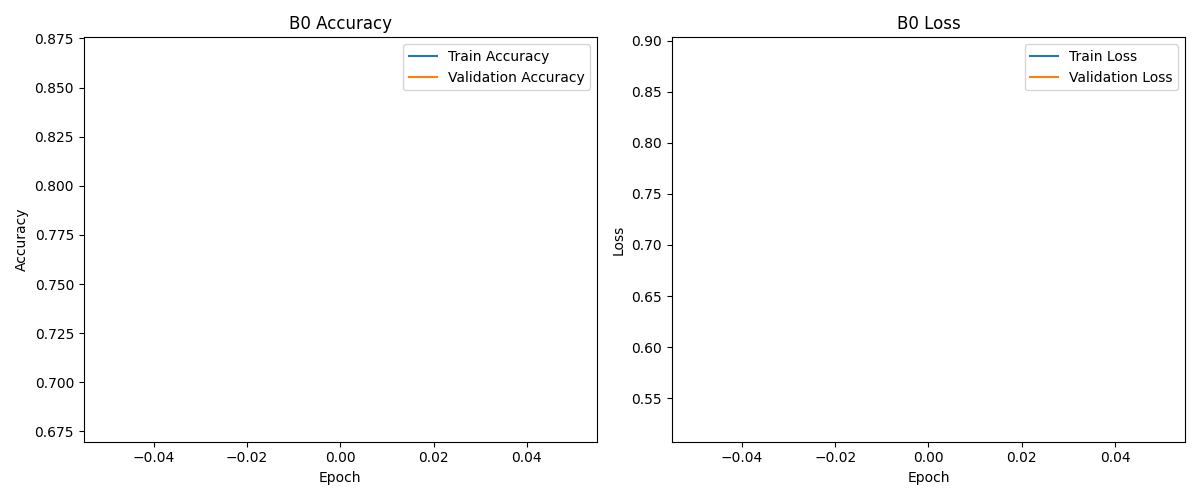 B0 Accuracy
Train Accuracy
Validation Accuracy
0.875
0.850
0.825
0.800
0.775
0.750
0.725
0.700
0.675
Accuracy
−0.04
−0.02
0.00
0.02
0.04
Epoch
B0 Loss
Train Loss
Validation Loss
0.90
0.85
0.80
0.75
0.70
0.65
0.60
0.55
Loss
−0.04
−0.02
0.00
0.02
0.04
Epoch